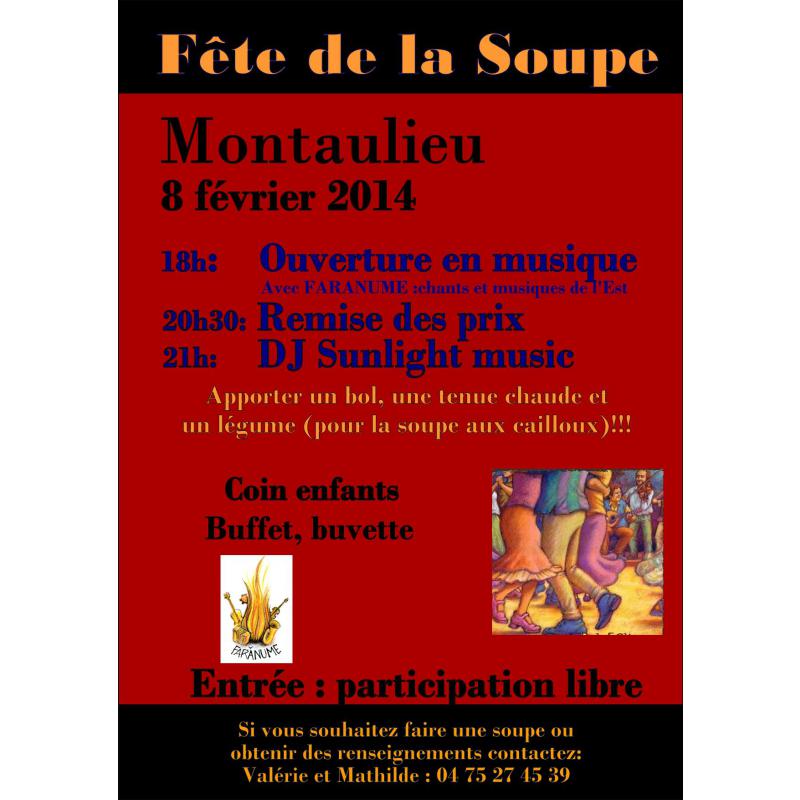 Fête de la Soupe
Montaulieu
8 février 2014
18h: Ouverture en musique
Avec FARANUME :chants et musiques de l'Est
20h30: Remise des prix
21h: DJ Sunlight music
Apporter un bol, une tenue chaude et
un légume (pour la soupe aux cailloux)!!!
Coin enfants
Buffet, buvette
FARĂNUME
Entrée : participation libre
Si vous souhaitez faire une soupe ou
obtenir des renseignements contactez:
Valérie et Mathilde : 04 75 27 45 39